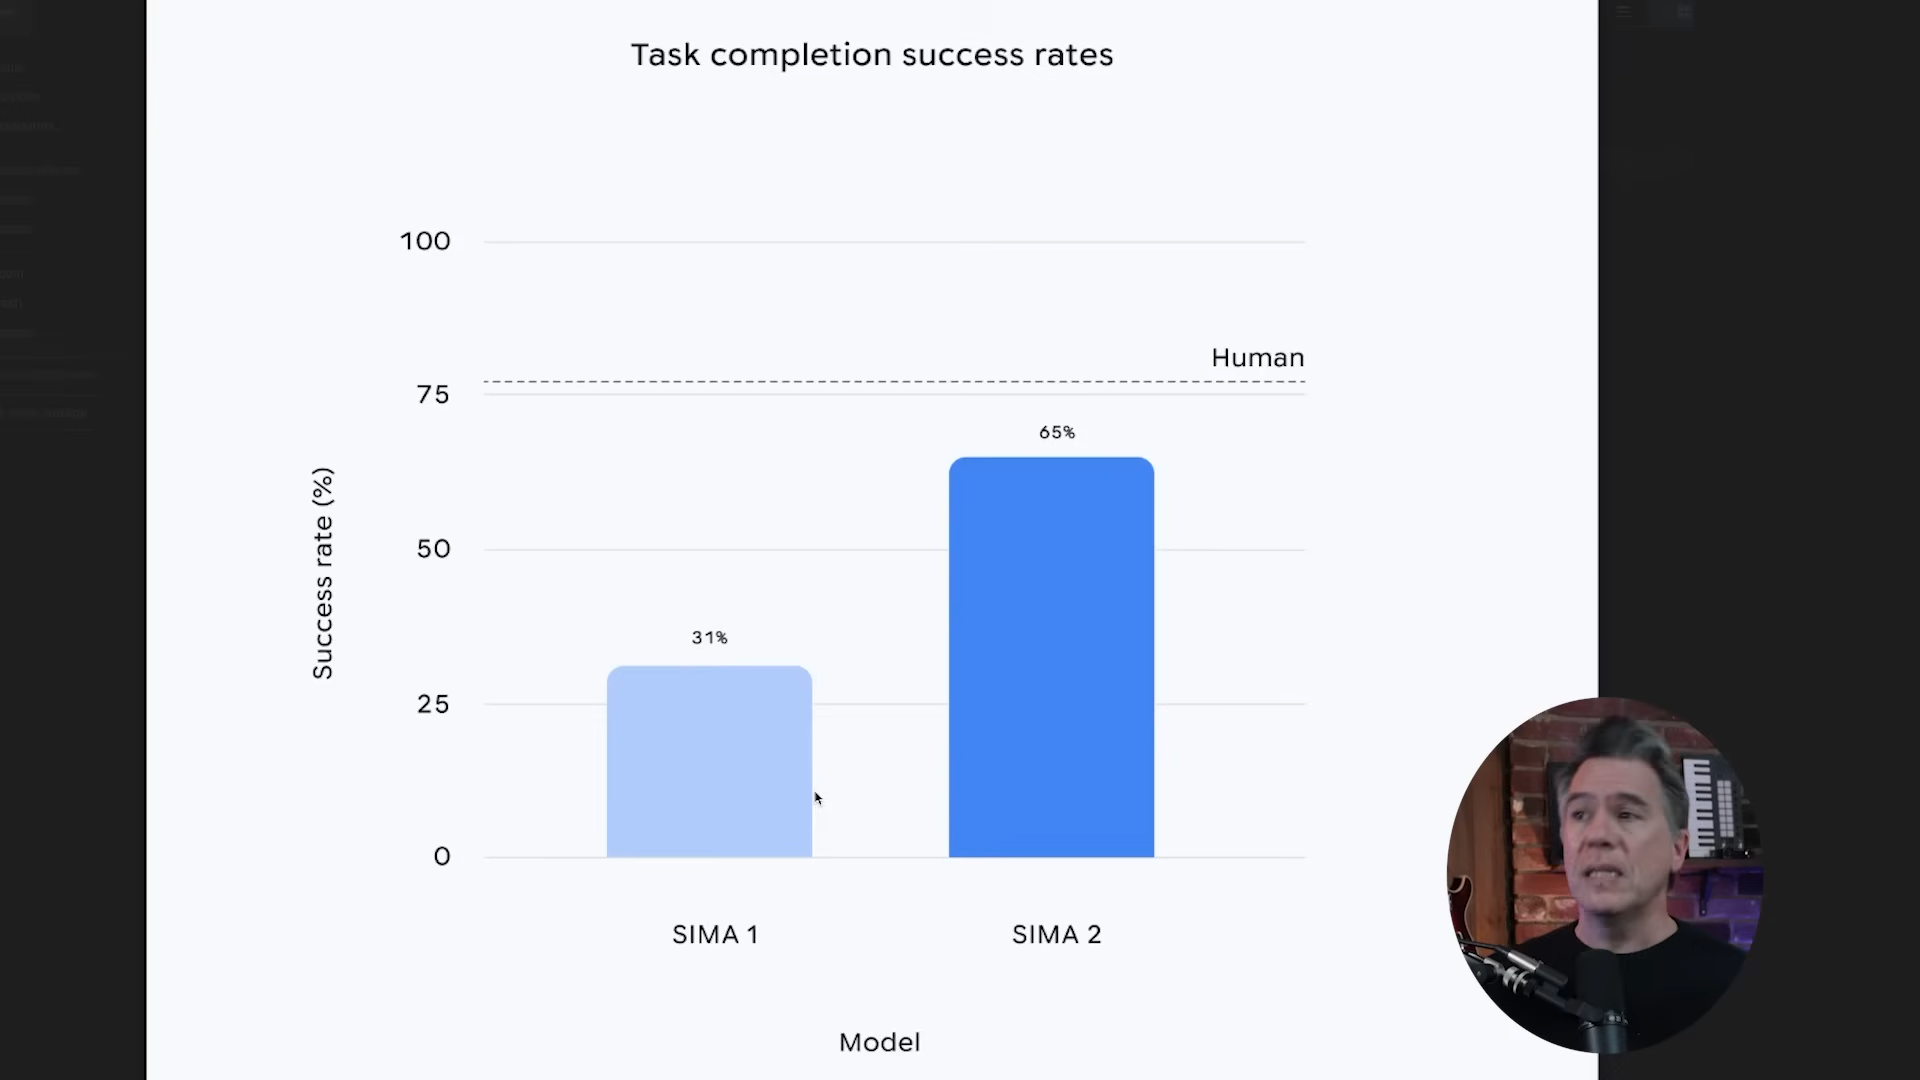 Task completion success rates
100
Human
75
65%
50
31%
25
0
Success rate (%)
SIMA 1
SIMA 2
Model